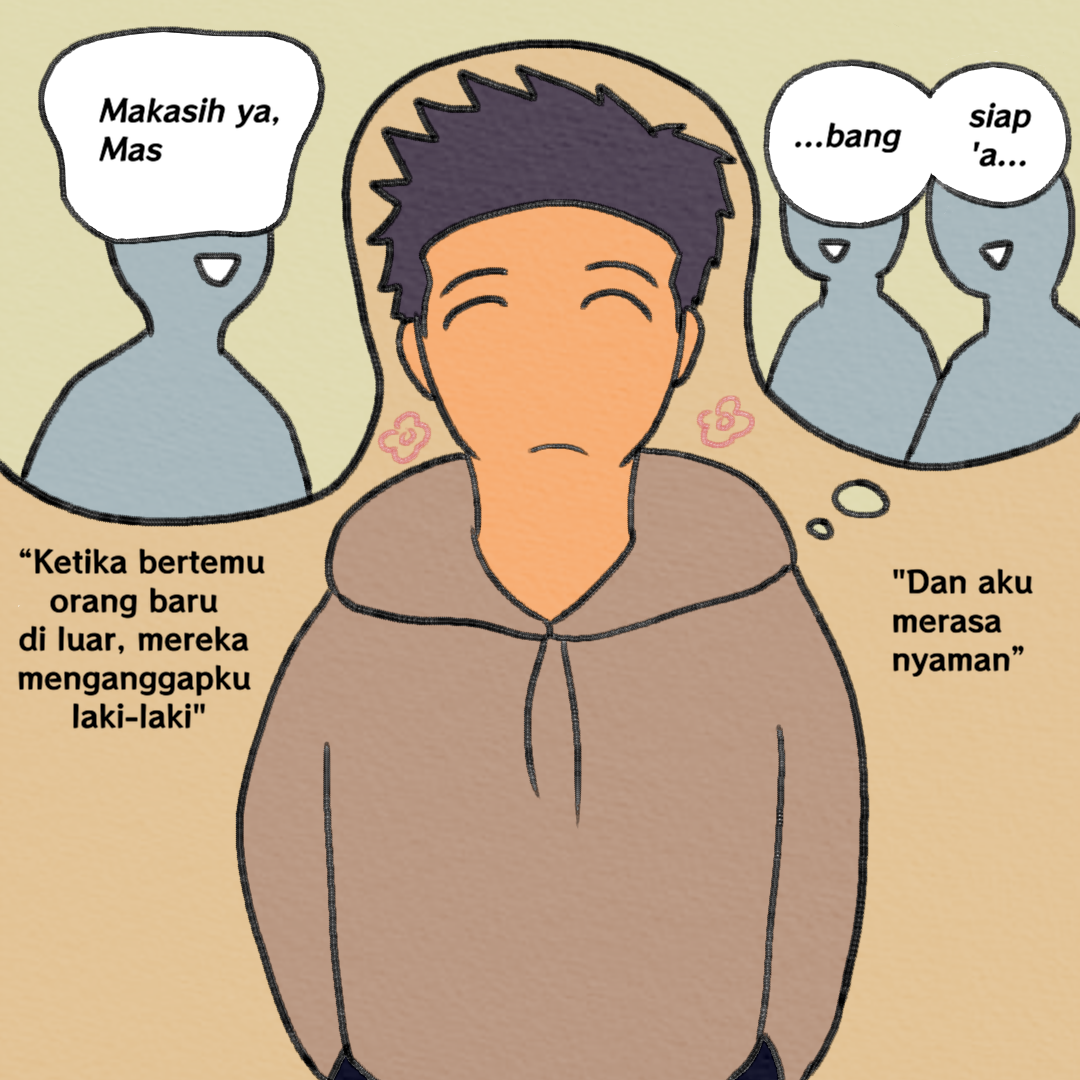 Makasih ya,
Mas
...bang
siap
'a...
“Ketika bertemu
orang baru
di luar, mereka
menganggapku
laki-laki"
"Dan aku
merasa
nyaman”